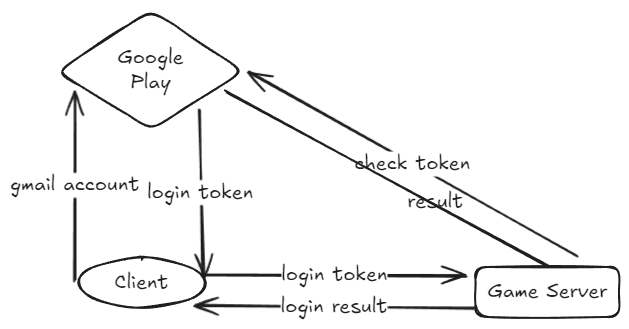 Google
Play
check token
gmail account
login token
result
Client
login token
Game Server
login result